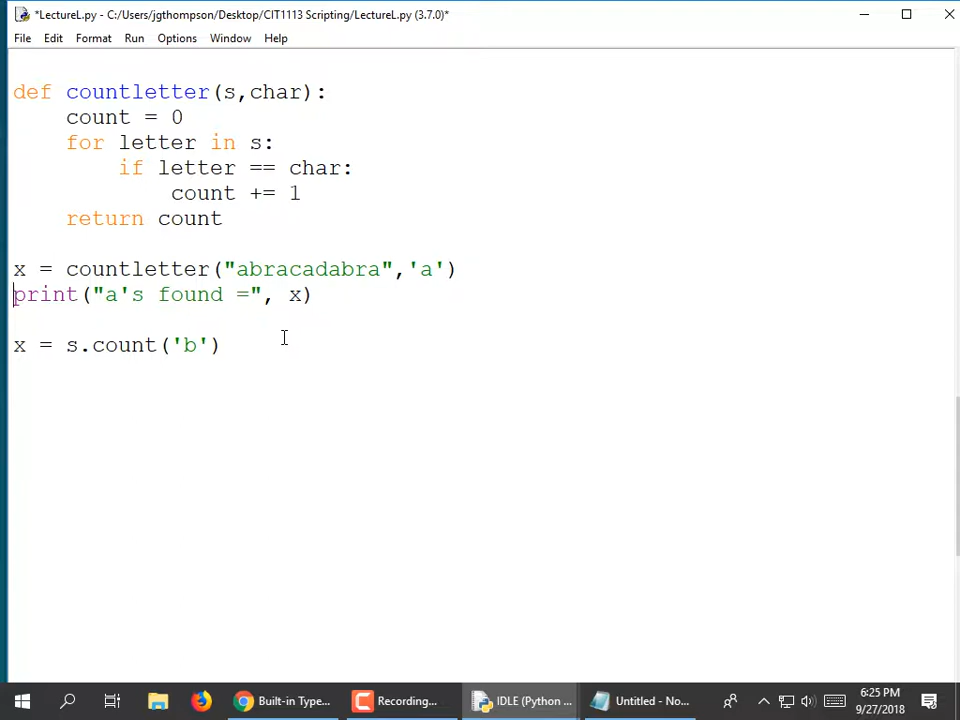 *LectureL.py - C:/Users/jgthompson/Desktop/CIT1113 Scripting/LectureL.py (3.7.0)*
File Edit Format Run Options Window Help
def countletter(s,char):
    count = 0
    for letter in s:
        if letter == char:
            count += 1
    return count
x = countletter("abracadabra",'a')
print("a's found =", x)
x = s.count('b')
Built-in Type... Recording... IDLE (Python ... Untitled - No... 6:25 PM
9/27/2018